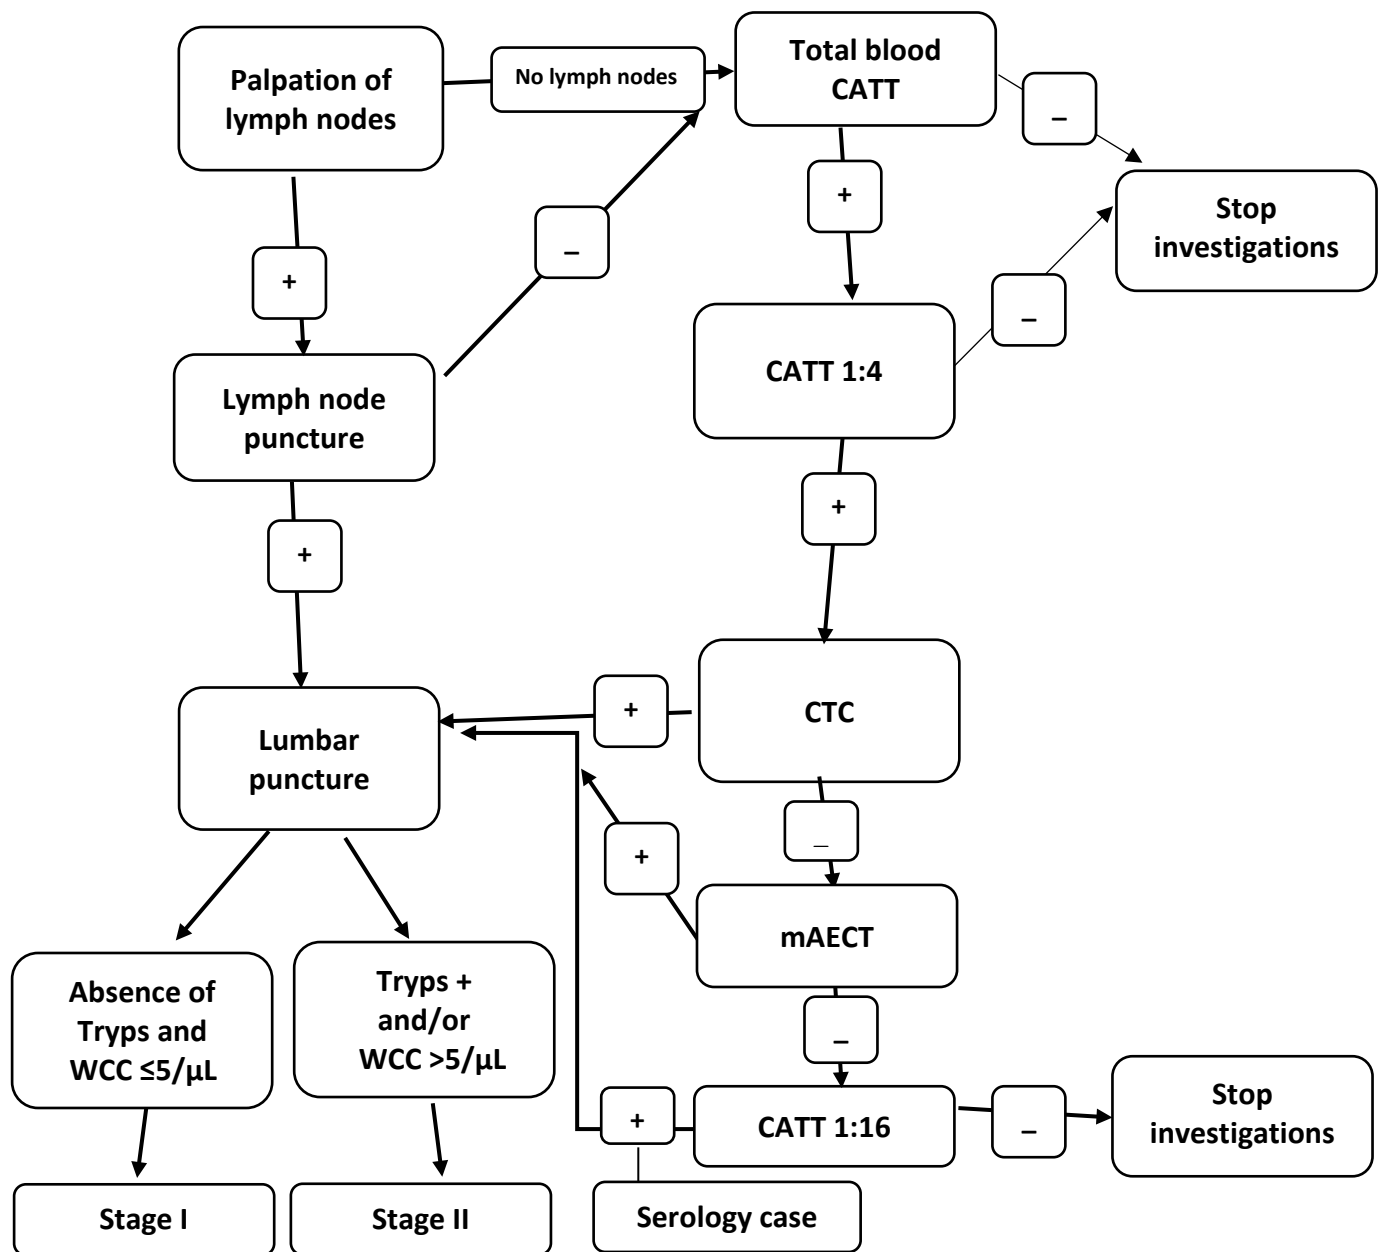 Palpation of
lymph nodes
No lymph nodes
Total blood
CATT
–
+
Stop
investigations
–
+
–
CATT 1:4
Lymph node
puncture
+
+
CTC
+
Lumbar
puncture
–
+
mAECT
Absence of
Tryps and
WCC ≤5/µL
Tryps +
and/or
WCC >5/µL
–
CATT 1:16
+
–
Stop
investigations
Stage I
Stage II
Serology case